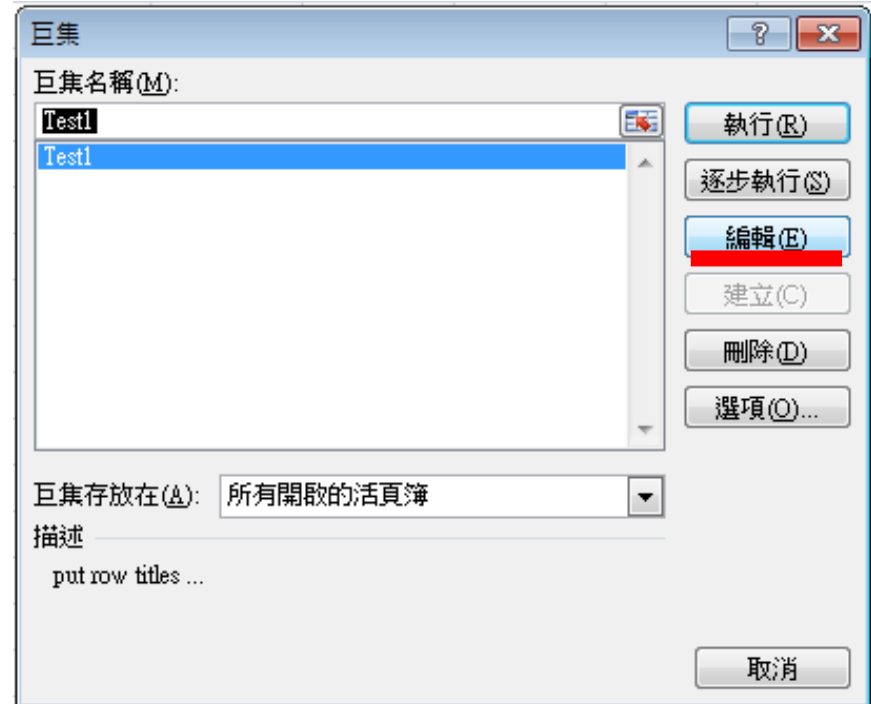 巨集
巨集名稱(M):
Test1
Test1
執行(R)
逐步執行(S)
編輯(E)
建立(C)
刪除(D)
選項(O)...
巨集存放在(A): 所有開啟的活頁簿
描述
put row titles ...
取消